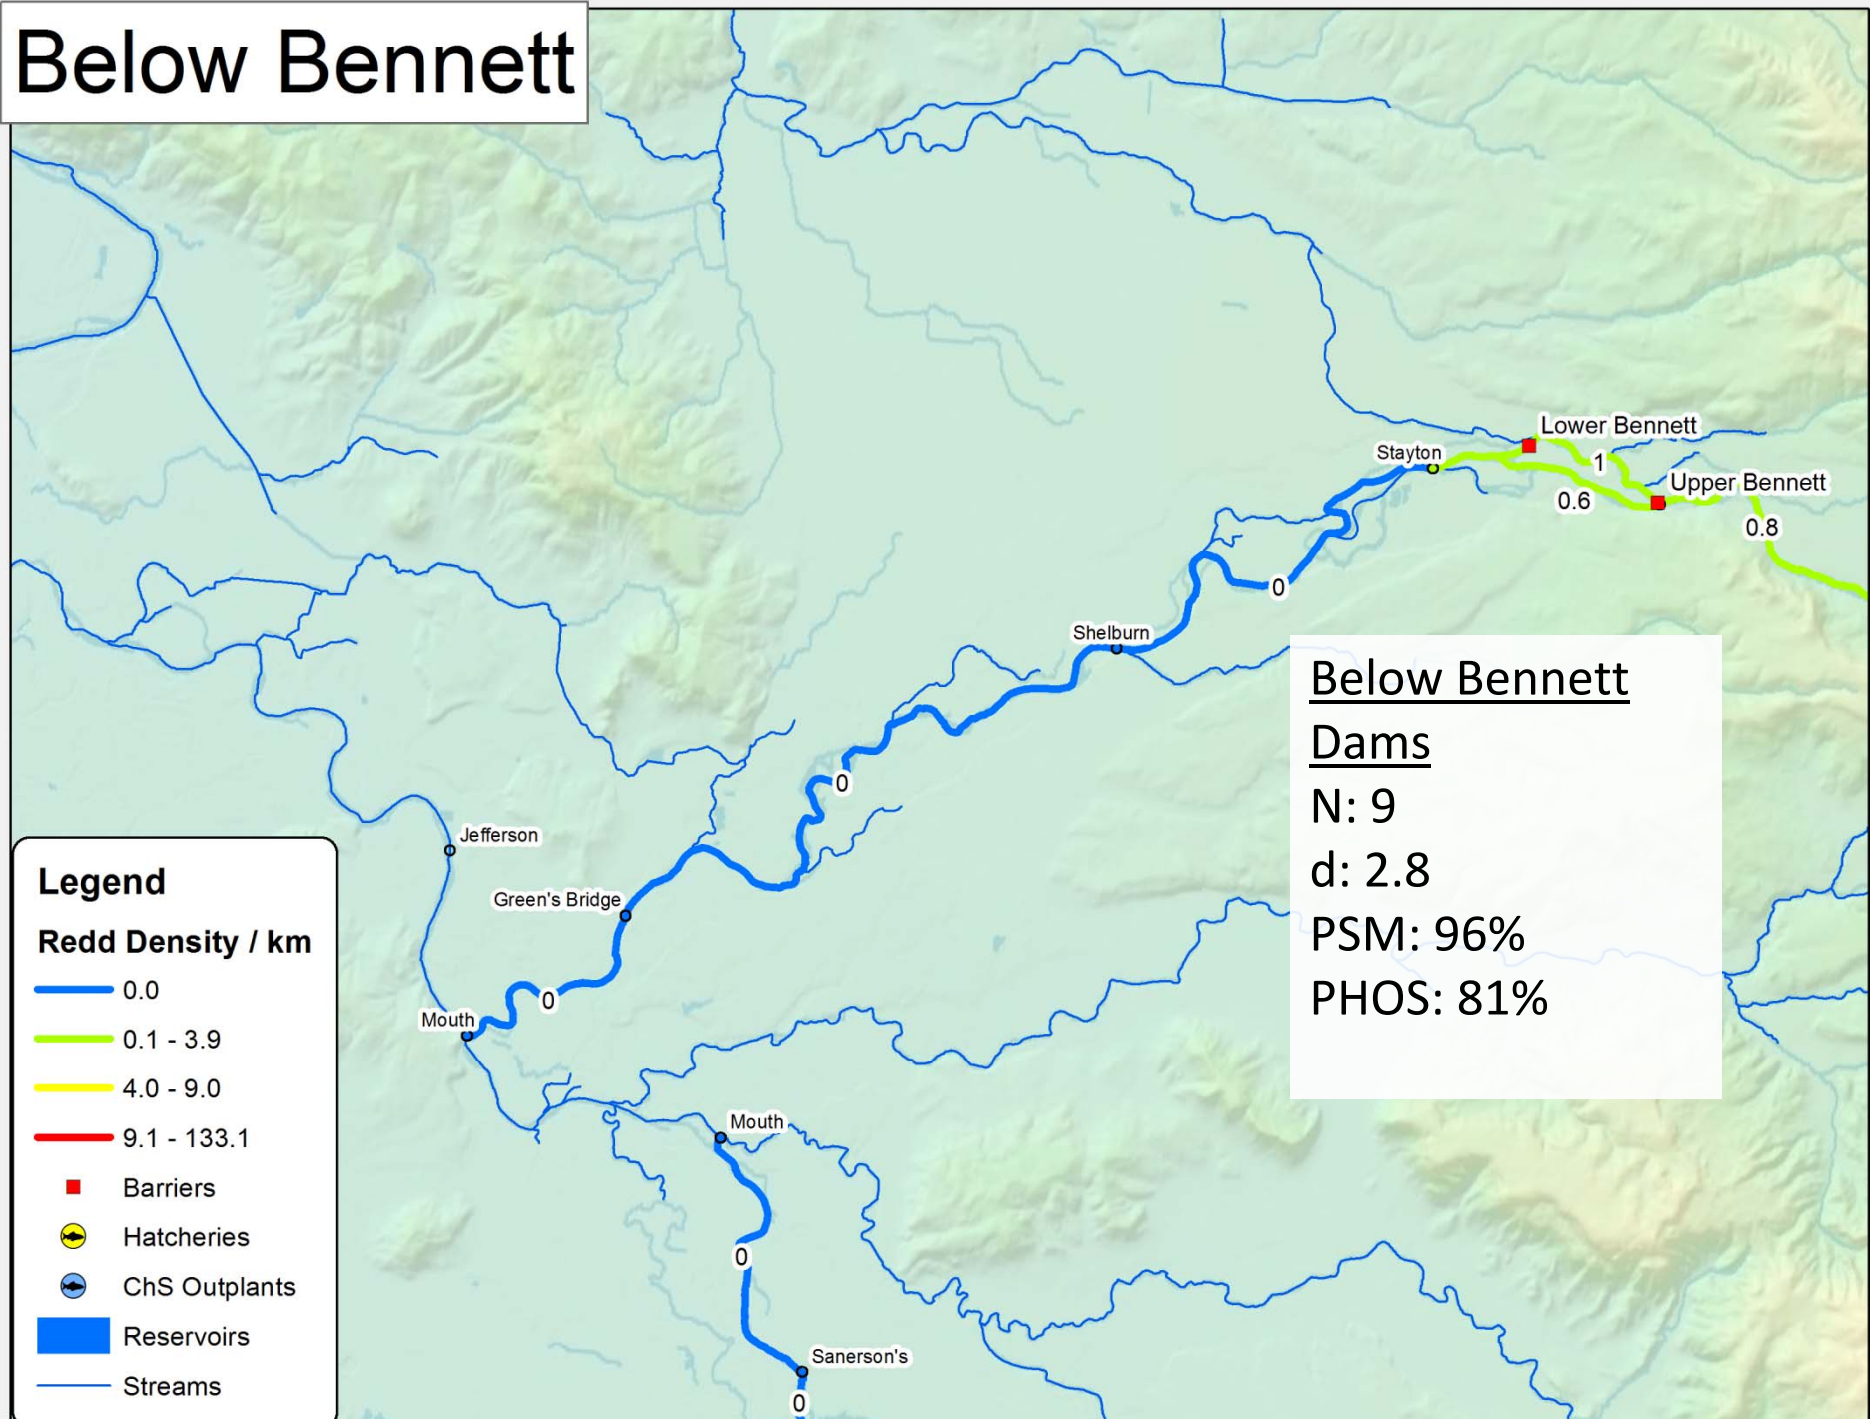 Below Bennett
Lower Bennett
Stayton
1
Upper Bennett
0.6
0.8
0
Shelburn
Below Bennett
Dams
N: 9
d: 2.8
PSM: 96%
PHOS: 81%
0
Jefferson
Green's Bridge
0
Mouth
Mouth
0
Sanerson's
0
Legend
Redd Density / km
0.0
0.1 - 3.9
4.0 - 9.0
9.1 - 133.1
Barriers
Hatcheries
ChS Outplants
Reservoirs
Streams